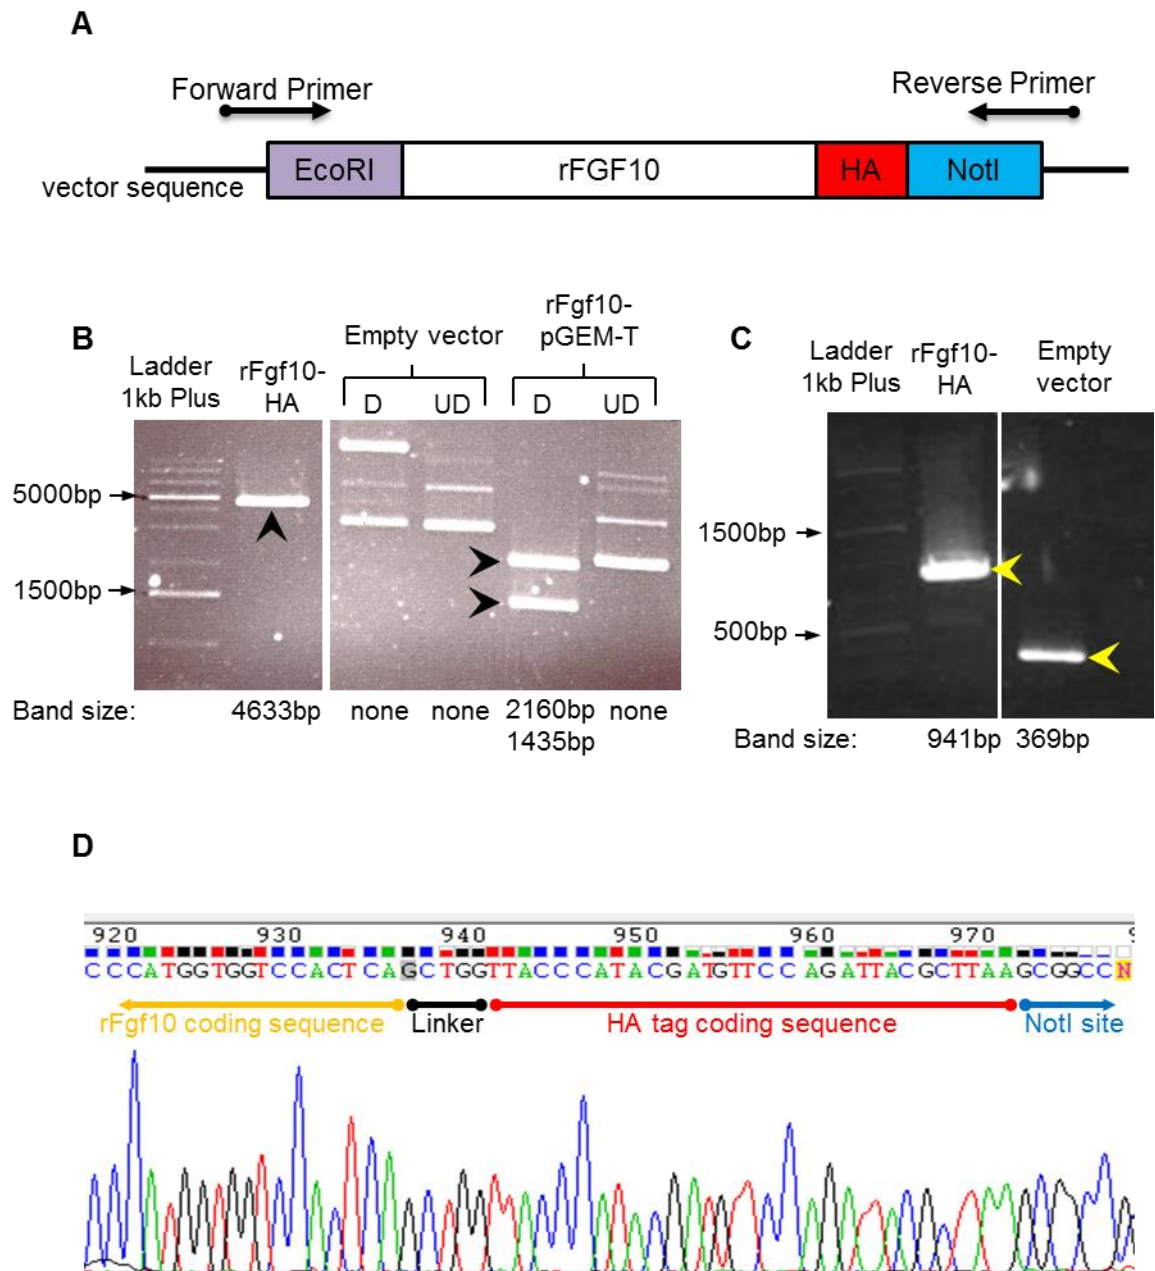 A
Forward Primer
Reverse Primer
EcoRI
rFGF10
HA
NotI
vector sequence
B
Ladder
1kb Plus
rFgf10-
HA
Empty vector
D
UD
rFgf10-
pGEM-T
D
UD
5000bp
1500bp
Band size:
4633bp
none
none
2160bp
1435bp
none
C
Ladder
1kb Plus
rFgf10-
HA
Empty
vector
1500bp
500bp
Band size:
941bp
369bp
D
920 930 940 950 960 970 9
CCCATGGTGGTCCACTCAGCTGGTTACCCATACGATGTTCCAGATTACGCTTAAGCGGCCN
rFgf10 coding sequence
Linker
HA tag coding sequence
NotI site